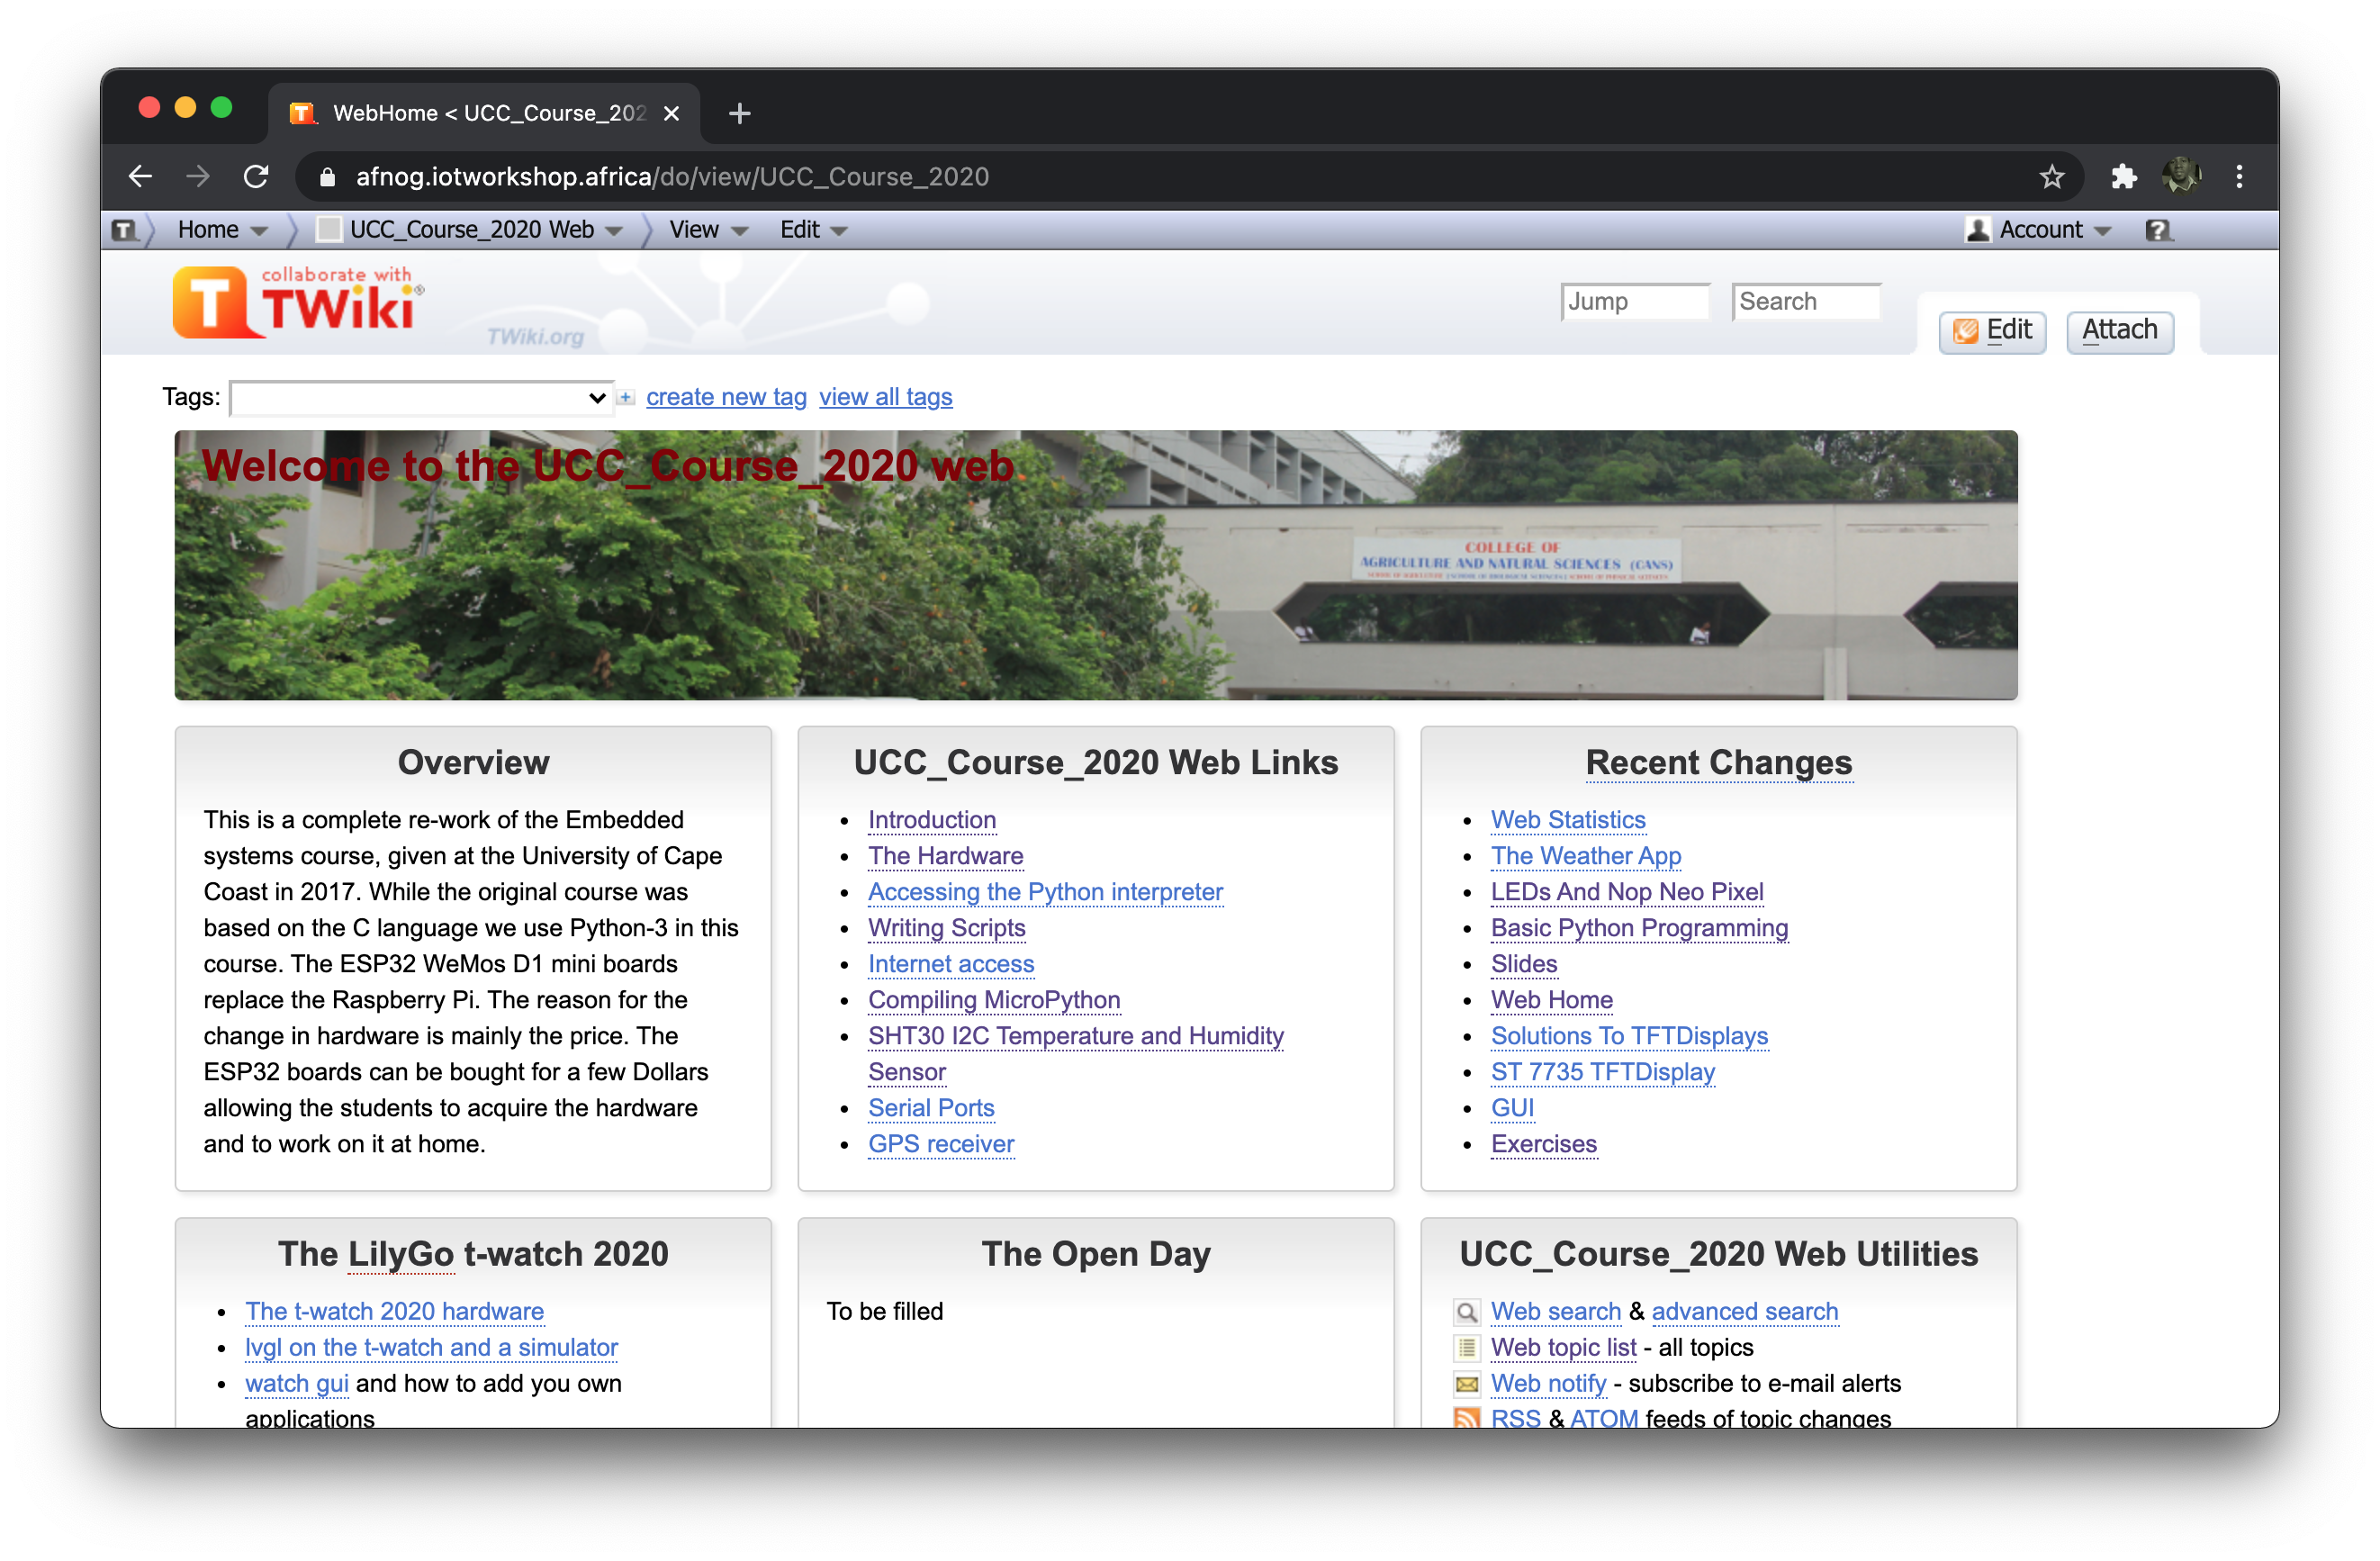 WebHome < UCC_Course_202
afnog.iotworkshop.africa/do/view/UCC_Course_2020
Home UCC_Course_2020 Web View Edit Account ?
T collaborate with
TWiki®
TWiki.org
Jump Search Edit Attach
Tags: create new tag view all tags
Welcome to the UCC_Course_2020 web
COLLEGE OF
AGRICULTURE AND NATURAL SCIENCES (CANS)
Overview
This is a complete re-work of the Embedded
systems course, given at the University of Cape
Coast in 2017. While the original course was
based on the C language we use Python-3 in this
course. The ESP32 WeMos D1 mini boards
replace the Raspberry Pi. The reason for the
change in hardware is mainly the price. The
ESP32 boards can be bought for a few Dollars
allowing the students to acquire the hardware
and to work on it at home.
UCC_Course_2020 Web Links
Introduction
The Hardware
Accessing the Python interpreter
Writing Scripts
Internet access
Compiling MicroPython
SHT30 I2C Temperature and Humidity
Sensor
Serial Ports
GPS receiver
Recent Changes
Web Statistics
The Weather App
LEDs And Nop Neo Pixel
Basic Python Programming
Slides
Web Home
Solutions To TFTDisplays
ST 7735 TFTDisplay
GUI
Exercises
The LilyGo t-watch 2020
The t-watch 2020 hardware
lvgl on the t-watch and a simulator
watch gui and how to add you own
applications
The Open Day
To be filled
UCC_Course_2020 Web Utilities
Web search & advanced search
Web topic list - all topics
Web notify - subscribe to e-mail alerts
RSS & ATOM feeds of topic changes